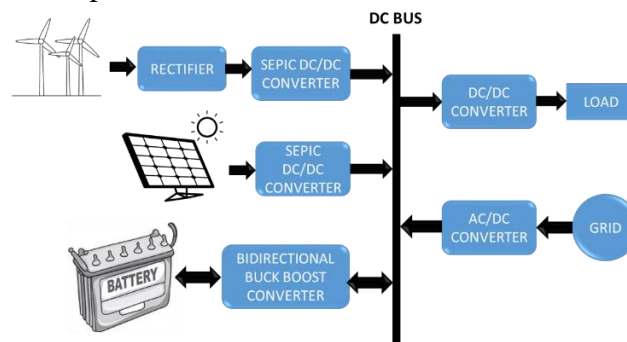 DC BUS
RECTIFIER
SEPIC DC/DC
CONVERTER
DC/DC
CONVERTER
LOAD
SEPIC
DC/DC
CONVERTER
AC/DC
CONVERTER
GRID
BATTERY
BIDIRECTIONAL
BUCK BOOST
CONVERTER